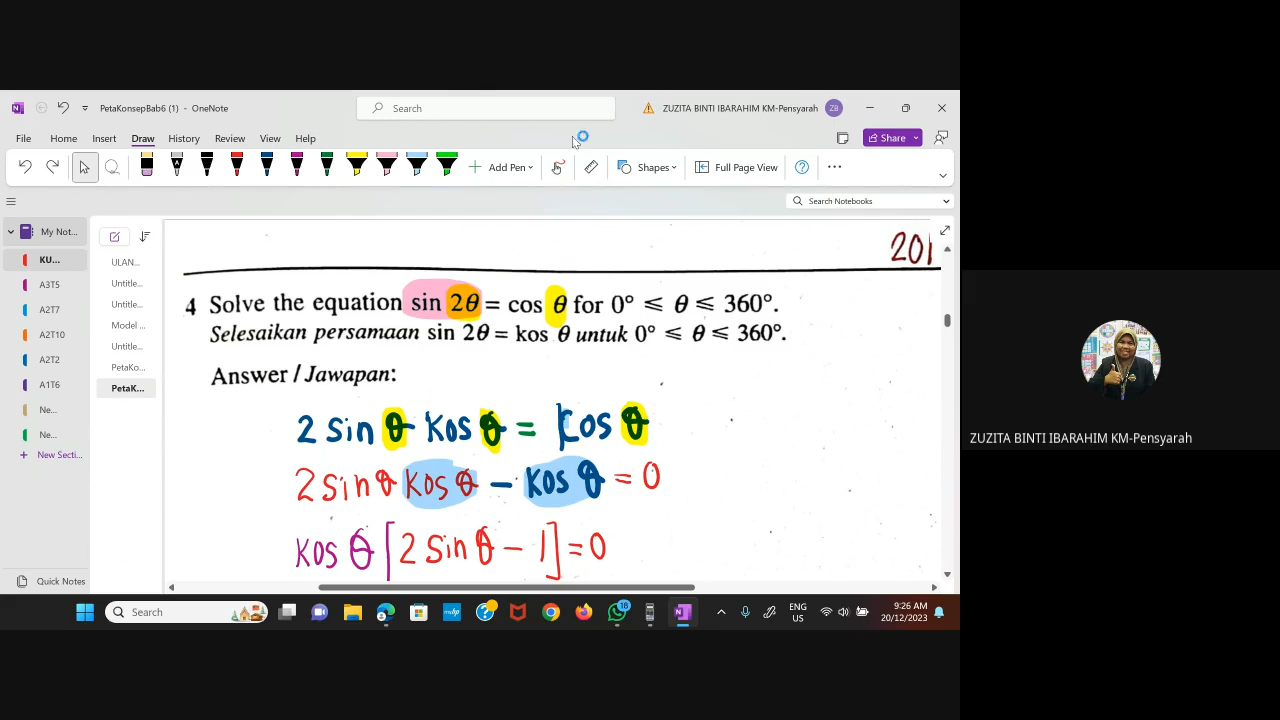 PetaKonsepBab6 (1) - OneNote
Search
ZUZITA BINTI IBARAHIM KM-Pensyarah ZB
File Home Insert Draw History Review View Help
Share
Add Pen
Shapes
Full Page View
Search Notebooks
My Not...
KU...
A3T5
A2T7
A2T10
A2T2
A1T6
Ne...
Ne...
New Secti...
Quick Notes
ULAN...
Untitle...
Untitle...
Model ...
Untitle...
PetaKo...
PetaK...
201
4 Solve the equation sin 2θ = cos θ for 0° ⩽ θ ⩽ 360°.
Selesaikan persamaan sin 2θ = kos θ untuk 0° ⩽ θ ⩽ 360°.
Answer / Jawapan:
2 sin θ kos θ = cos θ
2 sin θ kos θ − kos θ = 0
kos θ [2 sin θ − 1] = 0
ZUZITA BINTI IBARAHIM KM-Pensyarah
Search
18
ENG
US
9:26 AM
20/12/2023